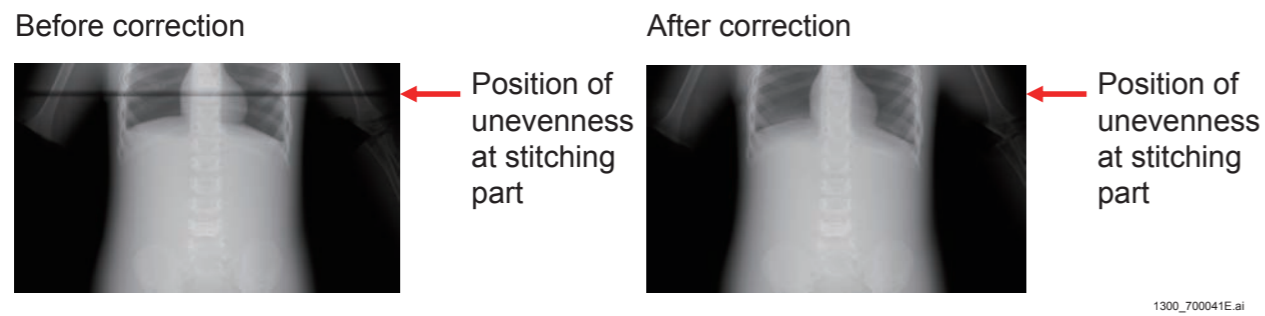 Before correction
Position of
unevenness
at stitching
part
After correction
Position of
unevenness
at stitching
part
1300_700041E.ai